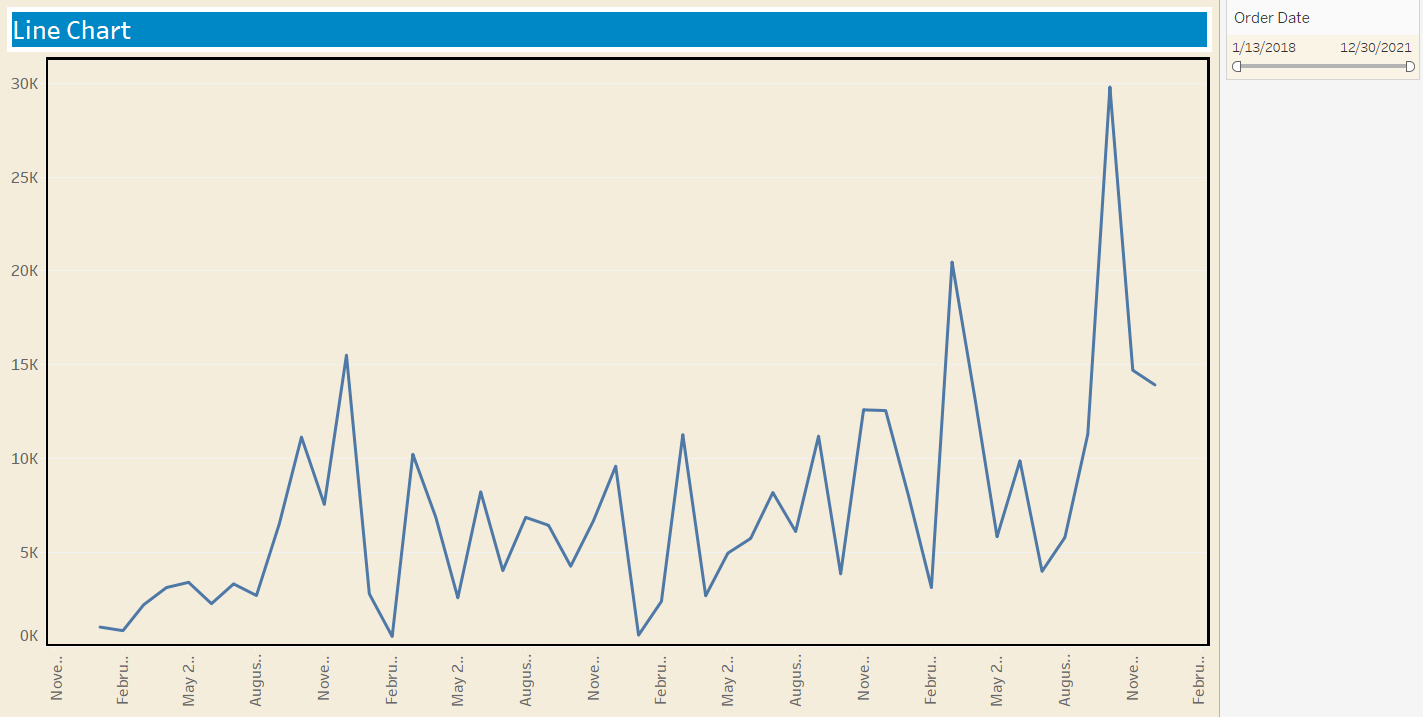 Line Chart
Order Date
1/13/2018 12/30/2021
30K
25K
20K
15K
10K
5K
0K
Nove..
Febru..
May 2..
Augus..
Nove..
Febru..
May 2..
Augus..
Nove..
Febru..
May 2..
Augus..
Nove..
Febru..
May 2..
Augus..
Nove..
Febru..